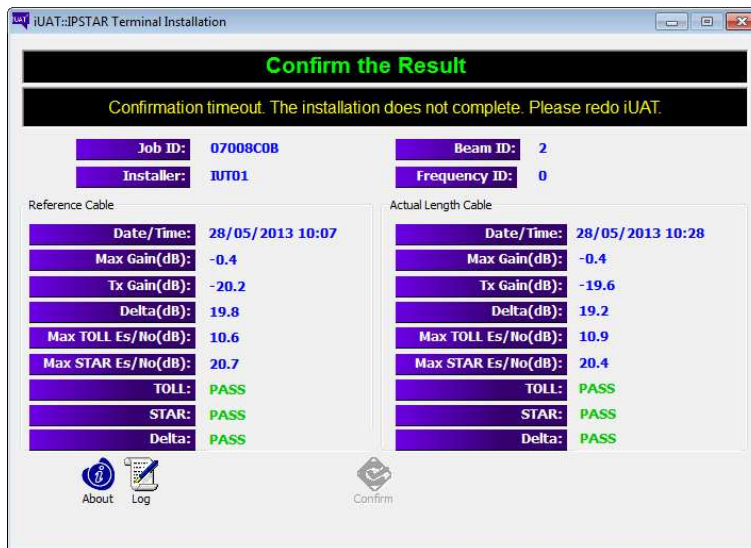 iUAT::IPSTAR Terminal Installation
Confirm the Result
Confirmation timeout. The installation does not complete. Please redo iUAT.
Job ID: 07008C0B Beam ID: 2
Installer: IUT01 Frequency ID: 0
Reference Cable Actual Length Cable
Date/Time: 28/05/2013 10:07 Date/Time: 28/05/2013 10:28
Max Gain(dB): -0.4 Max Gain(dB): -0.4
Tx Gain(dB): -20.2 Tx Gain(dB): -19.6
Delta(dB): 19.8 Delta(dB): 19.2
Max TOLL Es/No(dB): 10.6 Max TOLL Es/No(dB): 10.9
Max STAR Es/No(dB): 20.7 Max STAR Es/No(dB): 20.4
TOLL: PASS TOLL: PASS
STAR: PASS STAR: PASS
Delta: PASS Delta: PASS
About Log Confirm